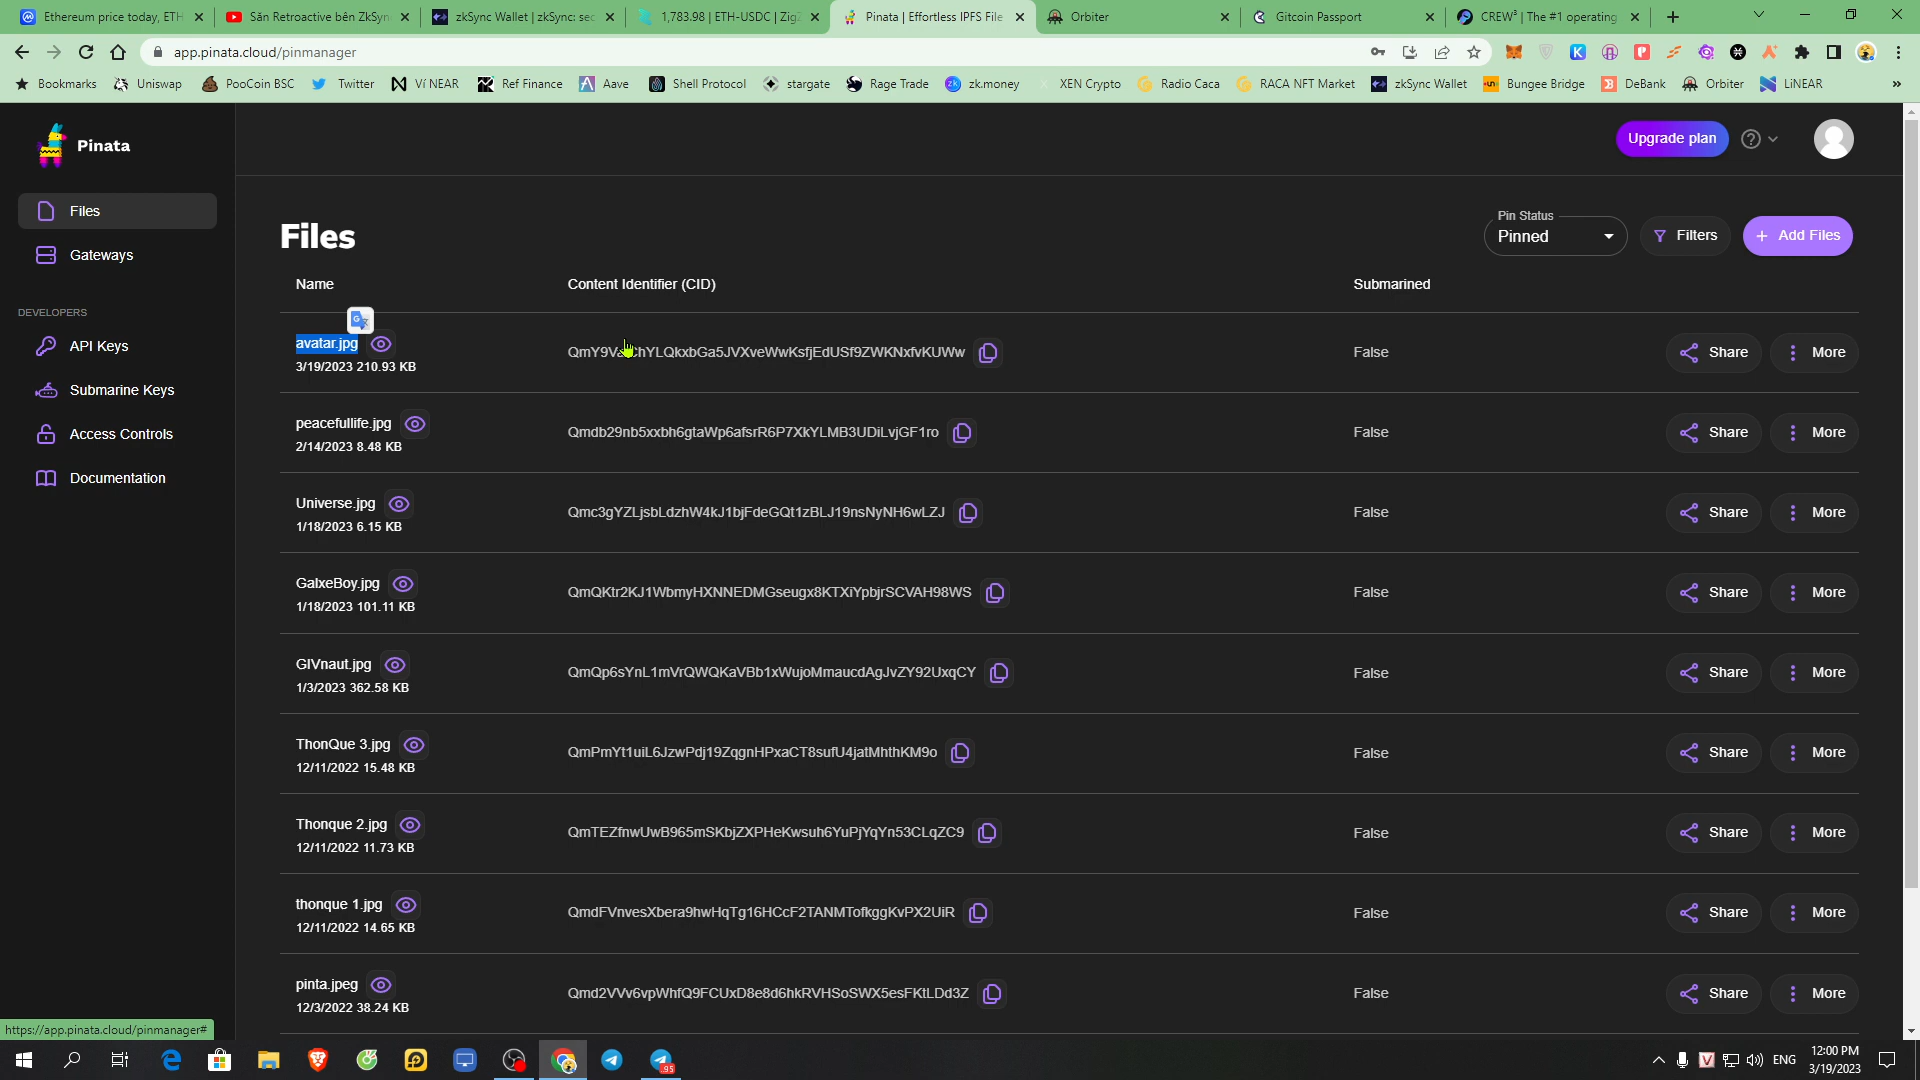 Ethereum price today, ETH
Săn Retroactive bên ZkSyn
zkSync Wallet | zkSync: sec
1,783.98 | ETH-USDC | ZigZ
Pinata | Effortless IPFS File
Orbiter
Gitcoin Passport
CREW³ | The #1 operating
app.pinata.cloud/pinmanager
Bookmarks
Uniswap
PooCoin BSC
Twitter
Ví NEAR
Ref Finance
Aave
Shell Protocol
stargate
Rage Trade
zk.money
XEN Crypto
Radio Caca
RACA NFT Market
zkSync Wallet
Bungee Bridge
DeBank
Orbiter
LiNEAR
Pinata
Upgrade plan
Files
Gateways
DEVELOPERS
API Keys
Submarine Keys
Access Controls
Documentation
Files
Pin Status
Pinned
Filters
+ Add Files
Name
Content Identifier (CID)
Submarined
avatar.jpg
3/19/2023 210.93 KB
False
Share
More
peacefullife.jpg
2/14/2023 8.48 KB
Qmdb29nb5xxbh6gtaWp6afsrR6P7XkYLMB3UDiLvjGF1ro
False
Share
More
Universe.jpg
1/18/2023 6.15 KB
Qmc3gYZLjsbLdzhW4kJ1bjFdeGQt1zBLJ19nsNyNH6wLZJ
False
Share
More
GalxeBoy.jpg
1/18/2023 101.11 KB
QmQKtr2KJ1WbmyHXNNEDMGseugx8KTXiYpbjrSCVAH98WS
False
Share
More
GIVnaut.jpg
1/3/2023 362.58 KB
QmQp6sYnL1mVrQWQKaVBb1xWujoMmaucdAgJvZY92UxqCY
False
Share
More
ThonQue 3.jpg
12/11/2022 15.48 KB
QmPmYt1uiL6JzwPdj19ZqgnHPxaCT8sufU4jatMhthKM9o
False
Share
More
Thonque 2.jpg
12/11/2022 11.73 KB
QmTEZfnwUwB965mSKbjZXPHeKwsuh6YuPjYqYn53CLqZC9
False
Share
More
thonque 1.jpg
12/11/2022 14.65 KB
QmdFVnvesXbera9hwHqTg16HCcF2TANMTofkggKvPX2UiR
False
Share
More
pinta.jpeg
12/3/2022 38.24 KB
Qmd2VVv6vpWhfQ9FCUxD8e8d6hkRVHSoSWX5esFKtLDd3Z
False
Share
More
https://app.pinata.cloud/pinmanager#
ENG
12:00 PM
3/19/2023